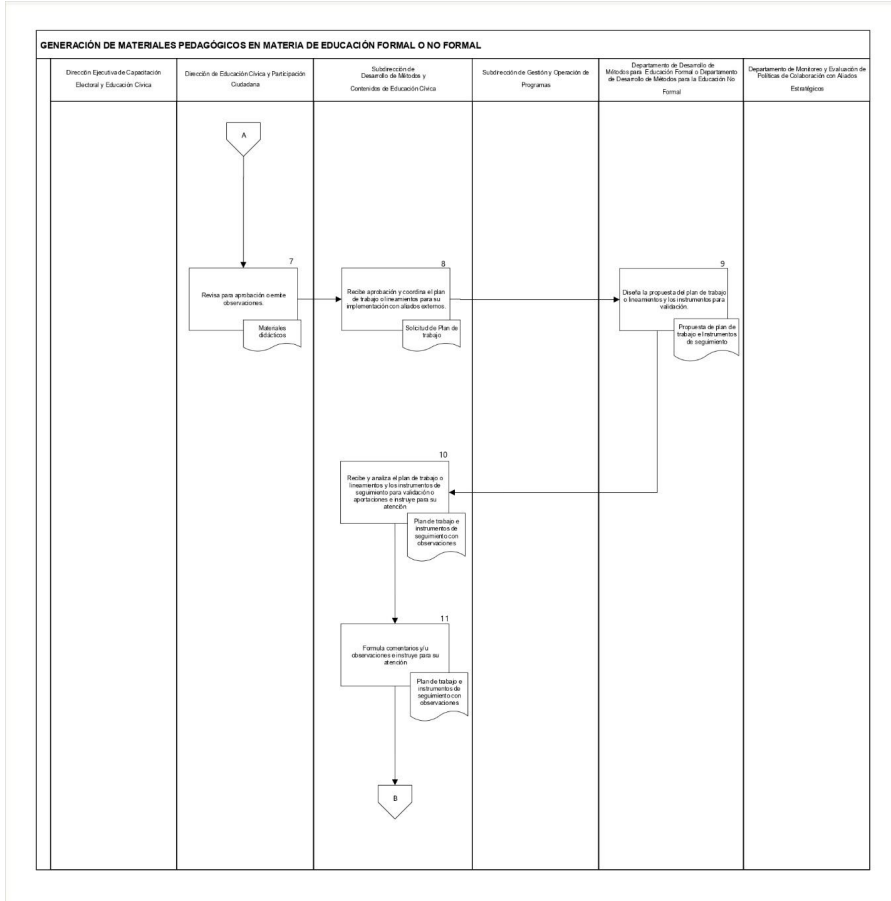 GENERACIÓN DE MATERIALES PEDAGÓGICOS EN MATERIA DE EDUCACIÓN FORMAL O NO FORMAL
Dirección Ejecutiva de Capacitación
Electoral y Educación Cívica
Dirección de Educación Cívica y Participación
Ciudadana
Subdirección de
Desarrollo de Métodos y
Contenidos de Educación Cívica
Subdirección de Gestión y Operación de
Programas
Departamento de Desarrollo de
Métodos para Educación Formal o Departamento
de Desarrollo de Métodos para la Educación No
Formal
Departamento de Monitoreo y Evaluación de
Políticas de Colaboración con Aliados
Estratégicos
A
7
Revisa para aprobación o emite
observaciones.
Materiales
didácticos
8
Recibe aprobación y coordina el plan
de trabajo o lineamientos para su
implementación con aliados externos.
Solicitud de Plan de
trabajo
9
Diseña la propuesta del plan de trabajo
o lineamientos y los instrumentos para
validación.
Propuesta de plan de
trabajo e Instrumentos
de seguimiento
10
Recibe y analiza el plan de trabajo o
lineamientos y los instrumentos de
seguimiento para validación o
aportaciones e instruye para su
atención
Plan de trabajo e
instrumentos de
seguimiento con
observaciones
11
Formula comentarios y/u
observaciones e instruye para su
atención
Plan de trabajo e
instrumentos de
seguimiento con
observaciones
B